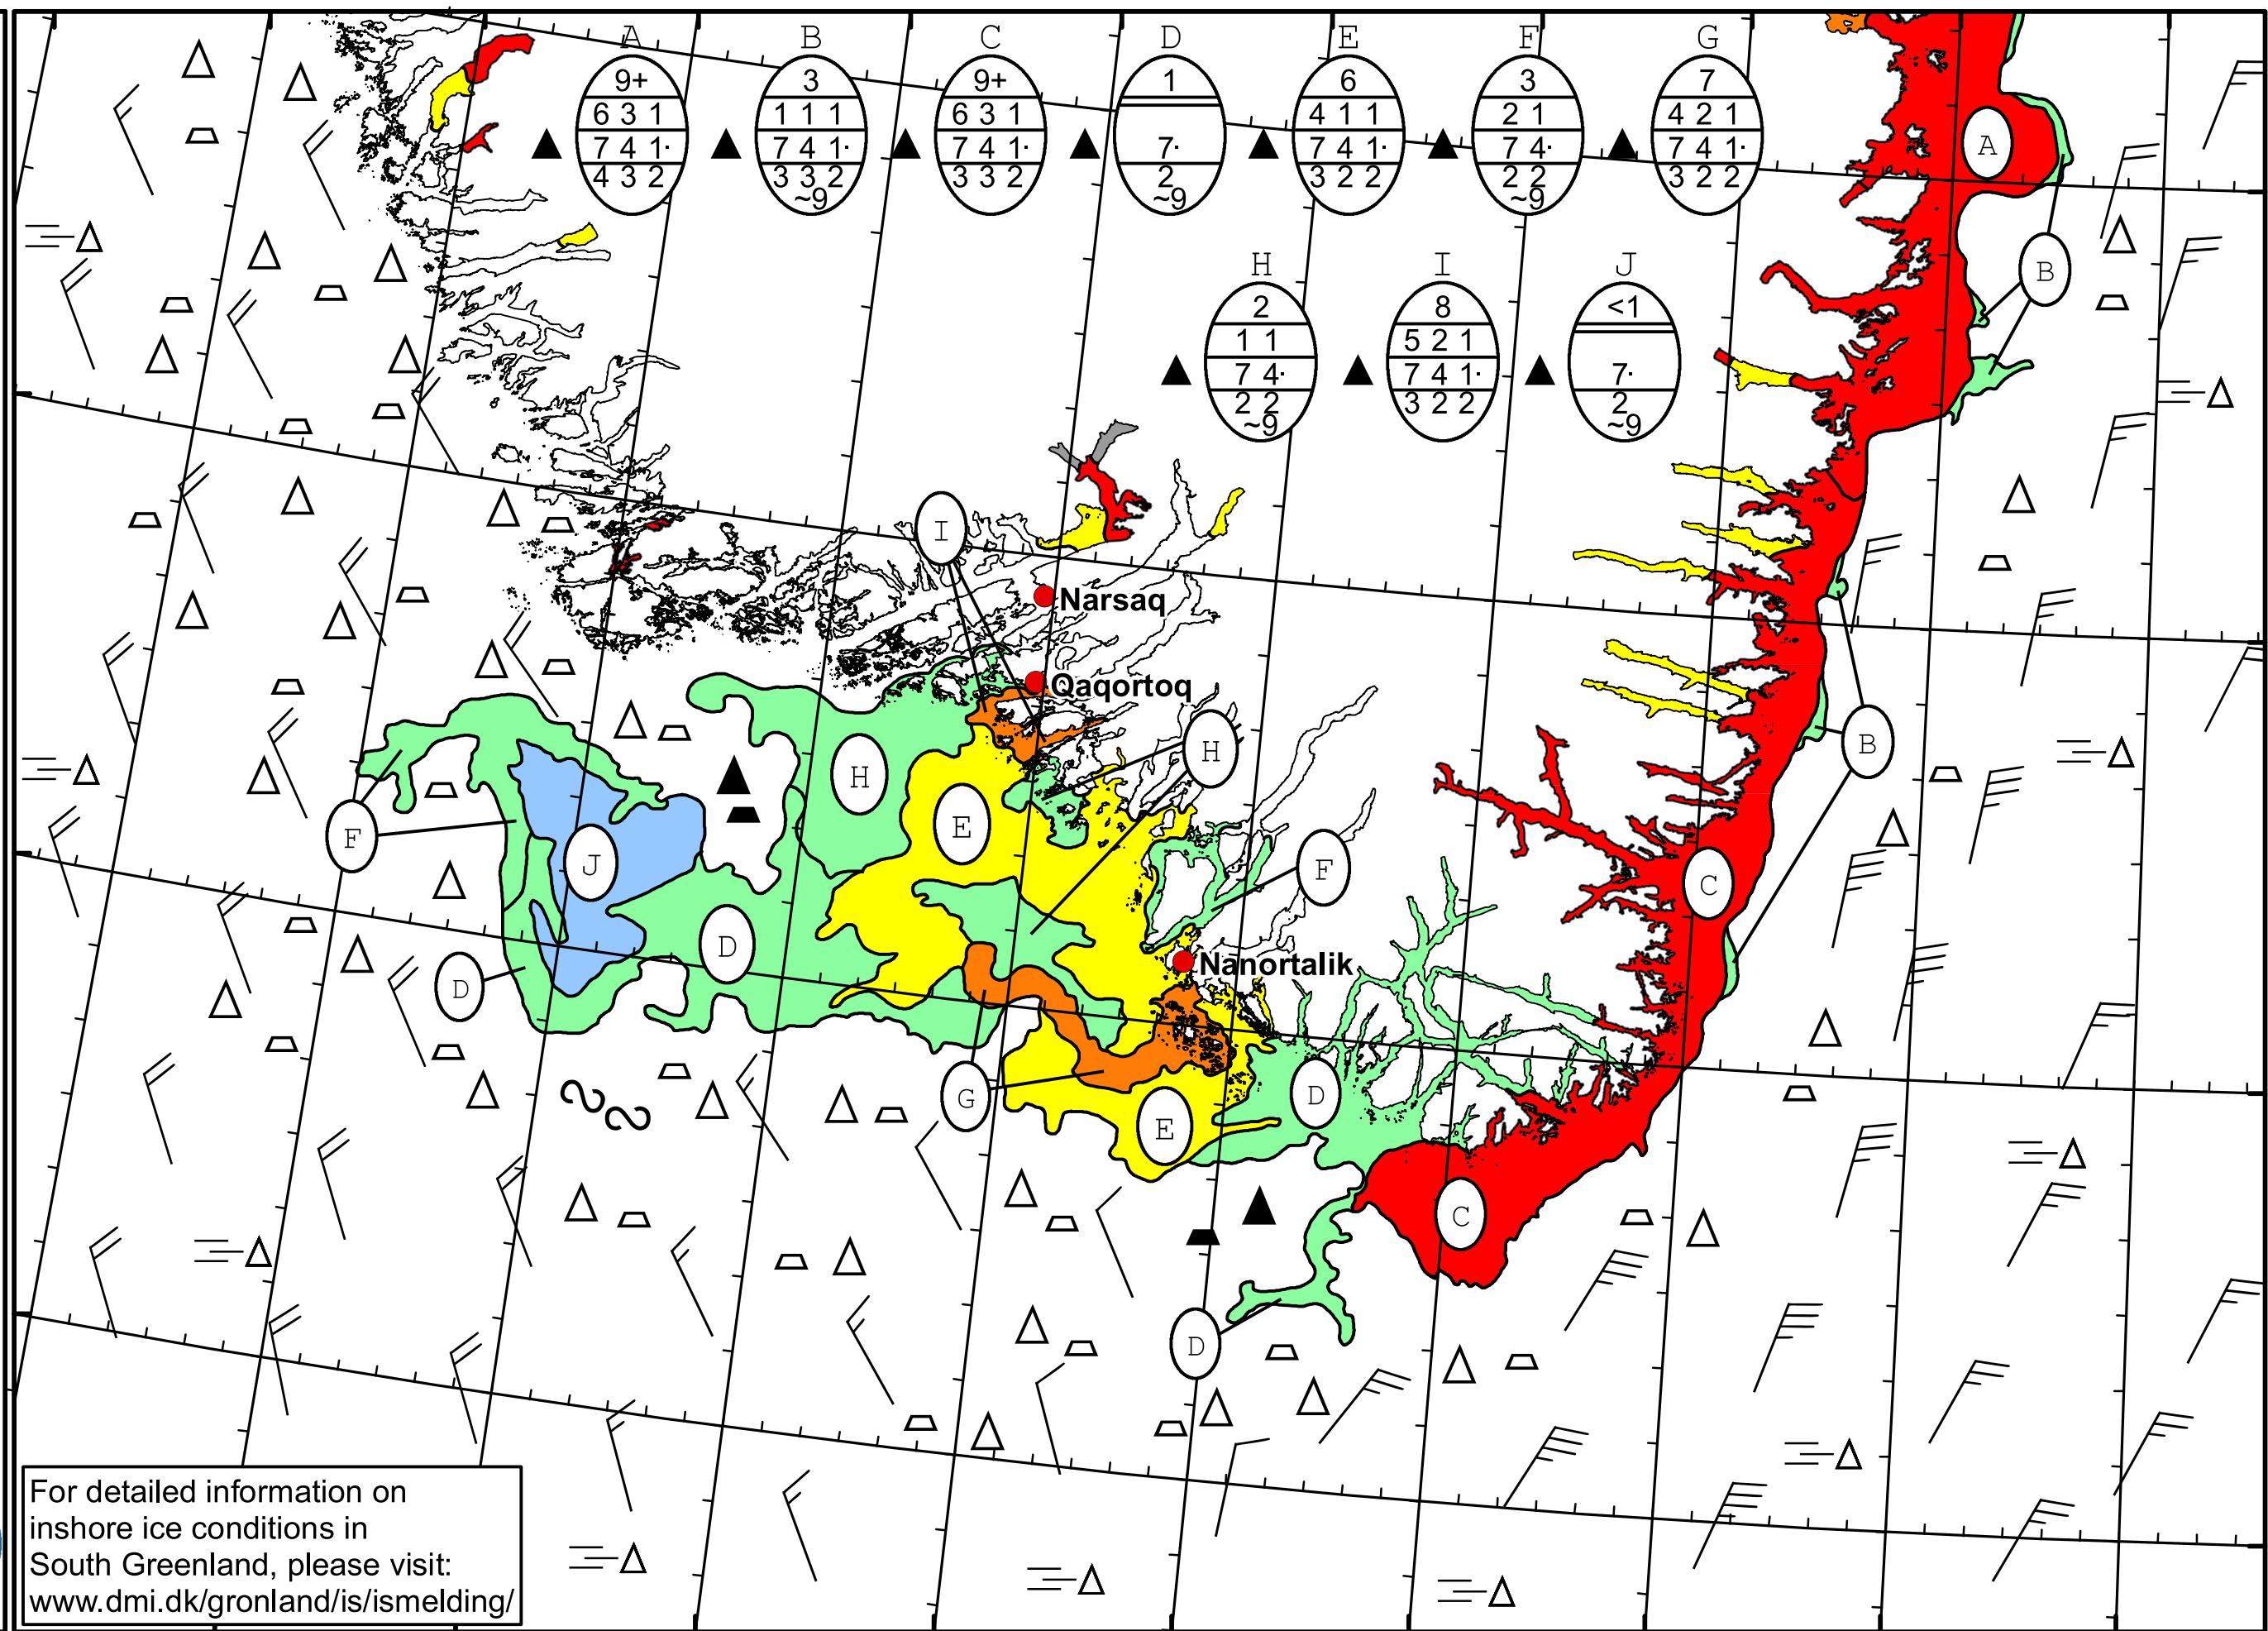 A B C D E F G
9+ 3 9+ 1 6 3 7
6 3 1 1 1 1 6 3 1 4 1 1 2 1 4 2 1
7 4 1· 7 4 1· 7 4 1· 7· 7 4 1· 7 4· 7 4 1·
4 3 2 3 3 2 3 3 2 2 3 2 2 2 2 3 2 2
~9 ~9 ~9
A
B
H I J
2 8 <1
1 1 5 2 1
7 4· 7 4 1· 7·
2 2 3 2 2 2
~9 ~9
I
Narsaq
Qaqortoq
H
H
B
E
F
J
F
C
D
D
Nanortalik
G
E
D
C
D
For detailed information on
inshore ice conditions in
South Greenland, please visit:
www.dmi.dk/gronland/is/ismelding/